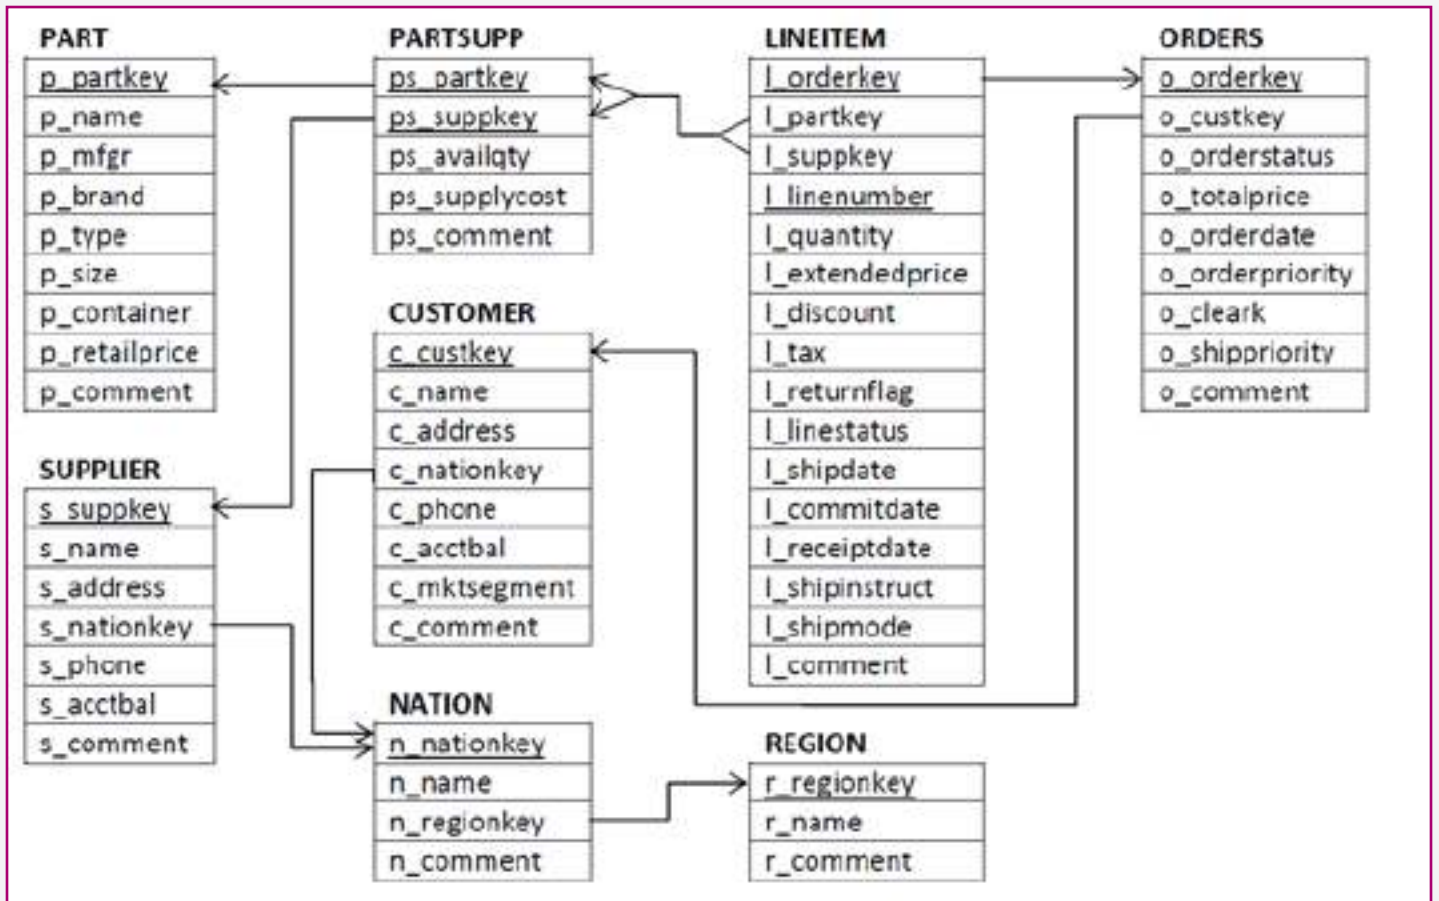 PART
p_partkey
p_name
p_mfgr
p_brand
p_type
p_size
p_container
p_retailprice
p_comment
SUPPLIER
s_suppkey
s_name
s_address
s_nationkey
s_phone
s_acctbal
s_comment
PARTSUPP
ps_partkey
ps_suppkey
ps_availqty
ps_supplycost
ps_comment
CUSTOMER
c_custkey
c_name
c_address
c_nationkey
c_phone
c_acctbal
c_mktsegment
c_comment
NATION
n_nationkey
n_name
n_regionkey
n_comment
LINEITEM
l_orderkey
l_partkey
l_suppkey
l_linenumber
l_quantity
l_extendedprice
l_discount
l_tax
l_returnflag
l_linestatus
l_shipdate
l_commitdate
l_receiptdate
l_shipinstruct
l_shipmode
l_comment
REGION
r_regionkey
r_name
r_comment
ORDERS
o_orderkey
o_custkey
o_orderstatus
o_totalprice
o_orderdate
o_orderpriority
o_cleark
o_shippriority
o_comment